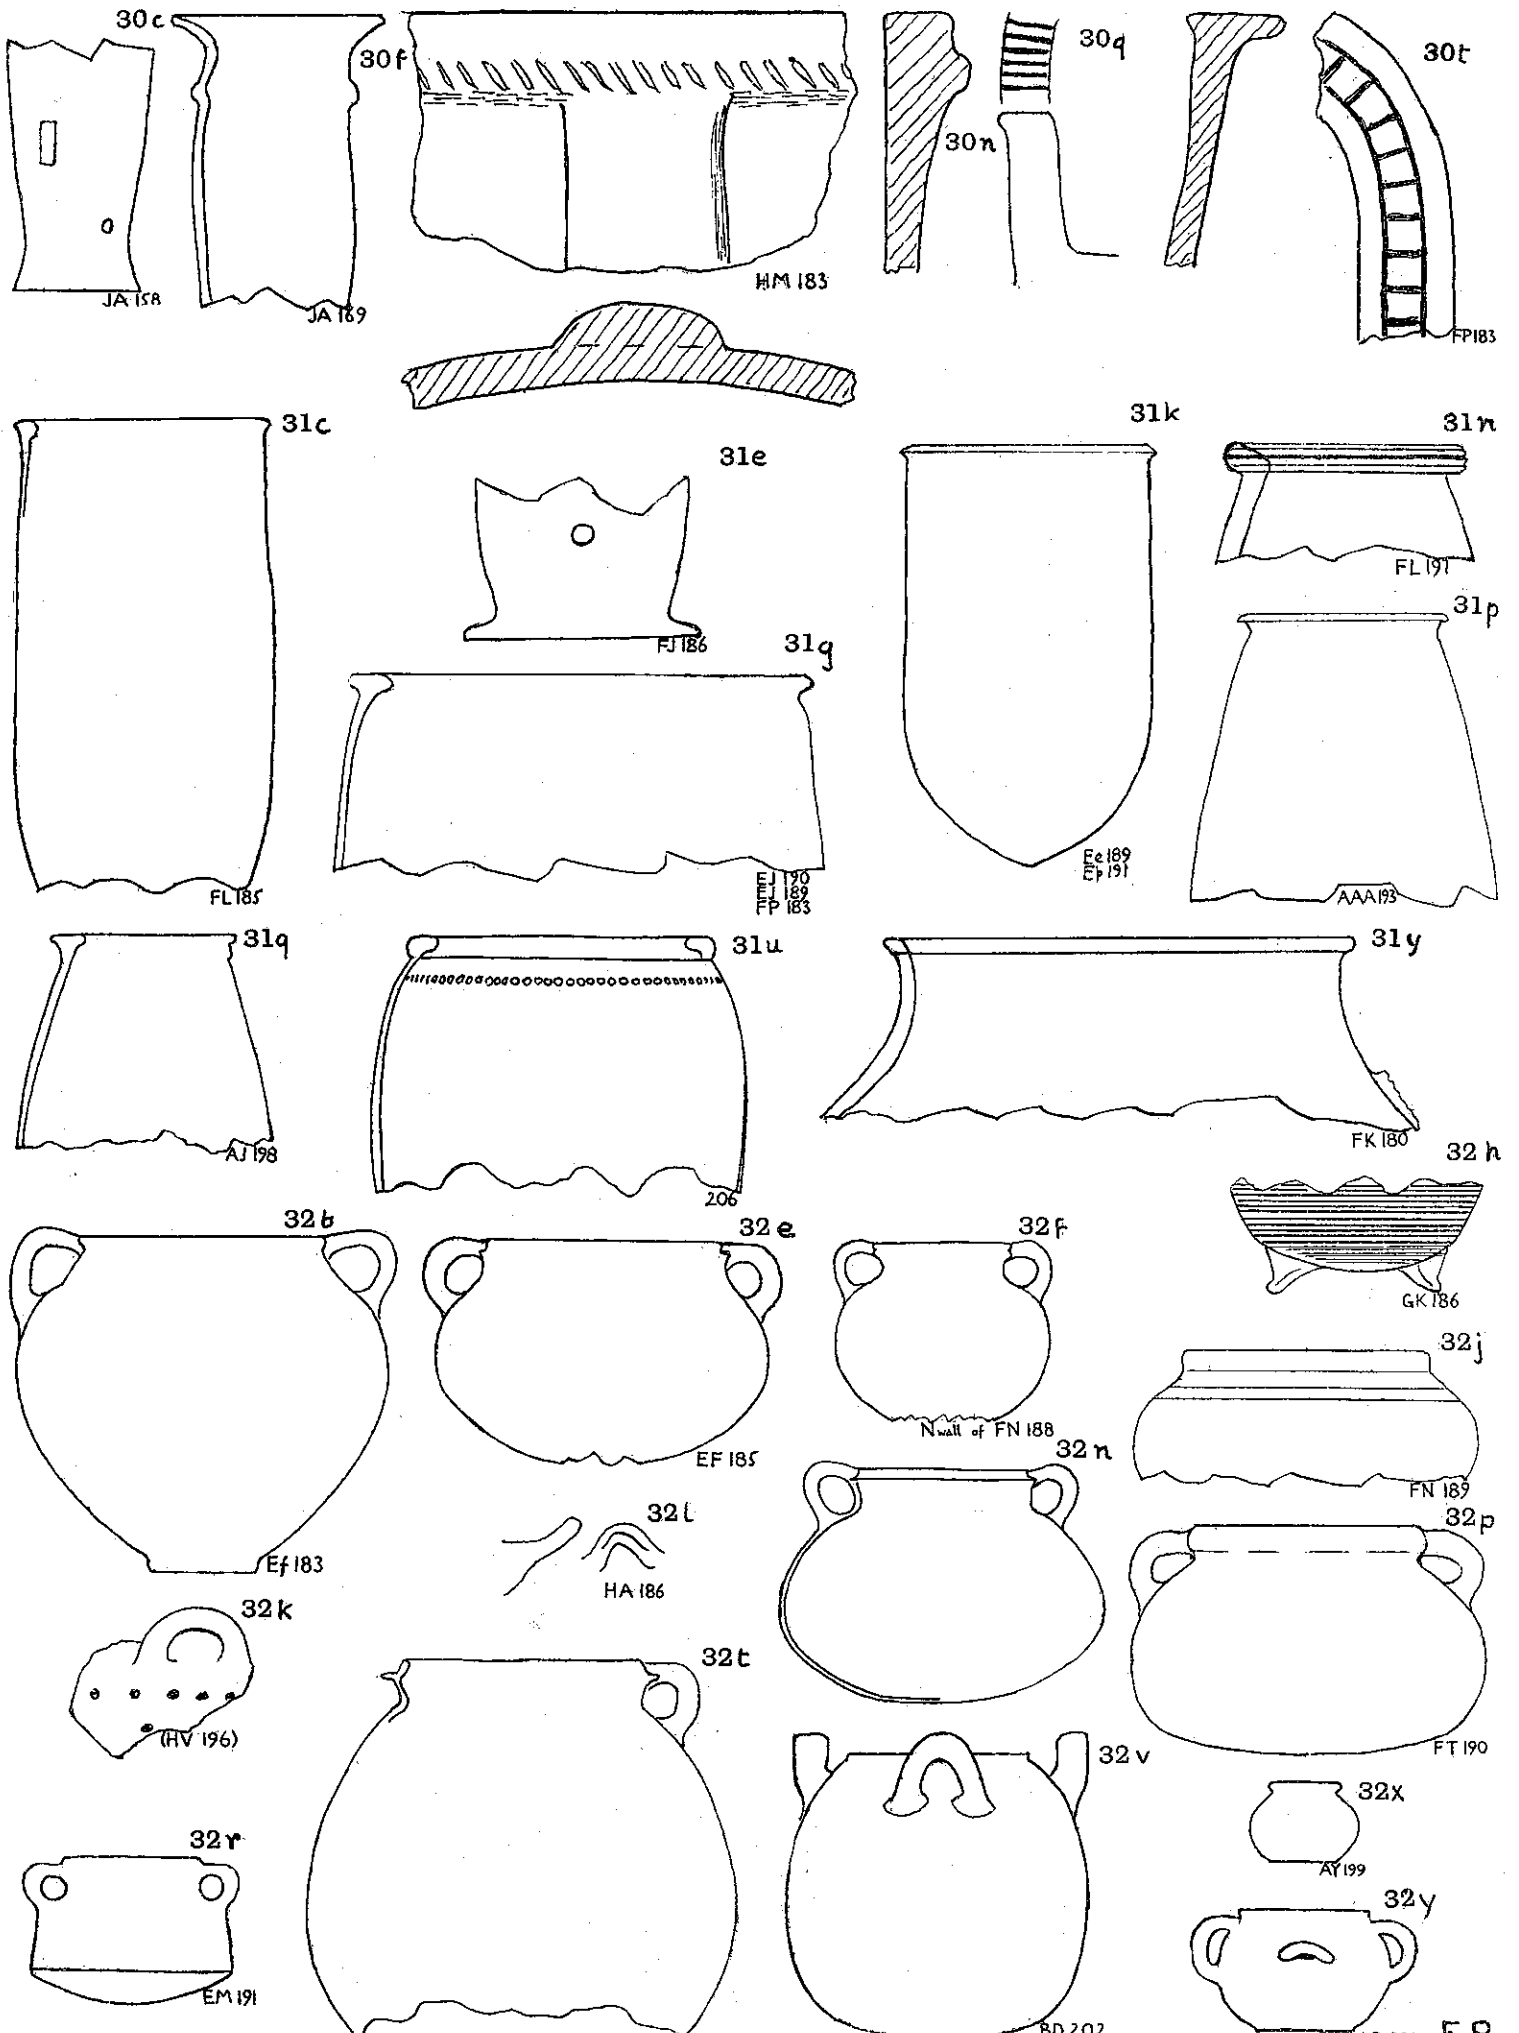 30c
30f
30n
30q
30t
JA 158
JA 169
HM 183
FP183
31c
31e
31k
31n
FL 191
31p
FJ 186
31g
FL 185
EJ 190
EJ 189
FP 183
Ee 189
Ep 191
AAA 193
31q
31u
31y
AJ 198
206
FK 180
32h
GK 186
32b
32e
32f
32j
Ef 183
EF 185
N wall of FN 188
FN 189
32n
32p
32l
HA 186
32k
(HV 196)
32t
FT 190
32v
32x
AY 199
32r
EM 191
32y
BD 202